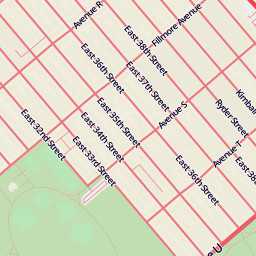 Avenue R
Fillmore Avenue
East 38th Street
East 36th Street
East 37th Street
Avenue S
Ryder Street
East 35th Street
East 34th Street
East 32nd Street
East 33rd Street
Avenue T
East 36th Street